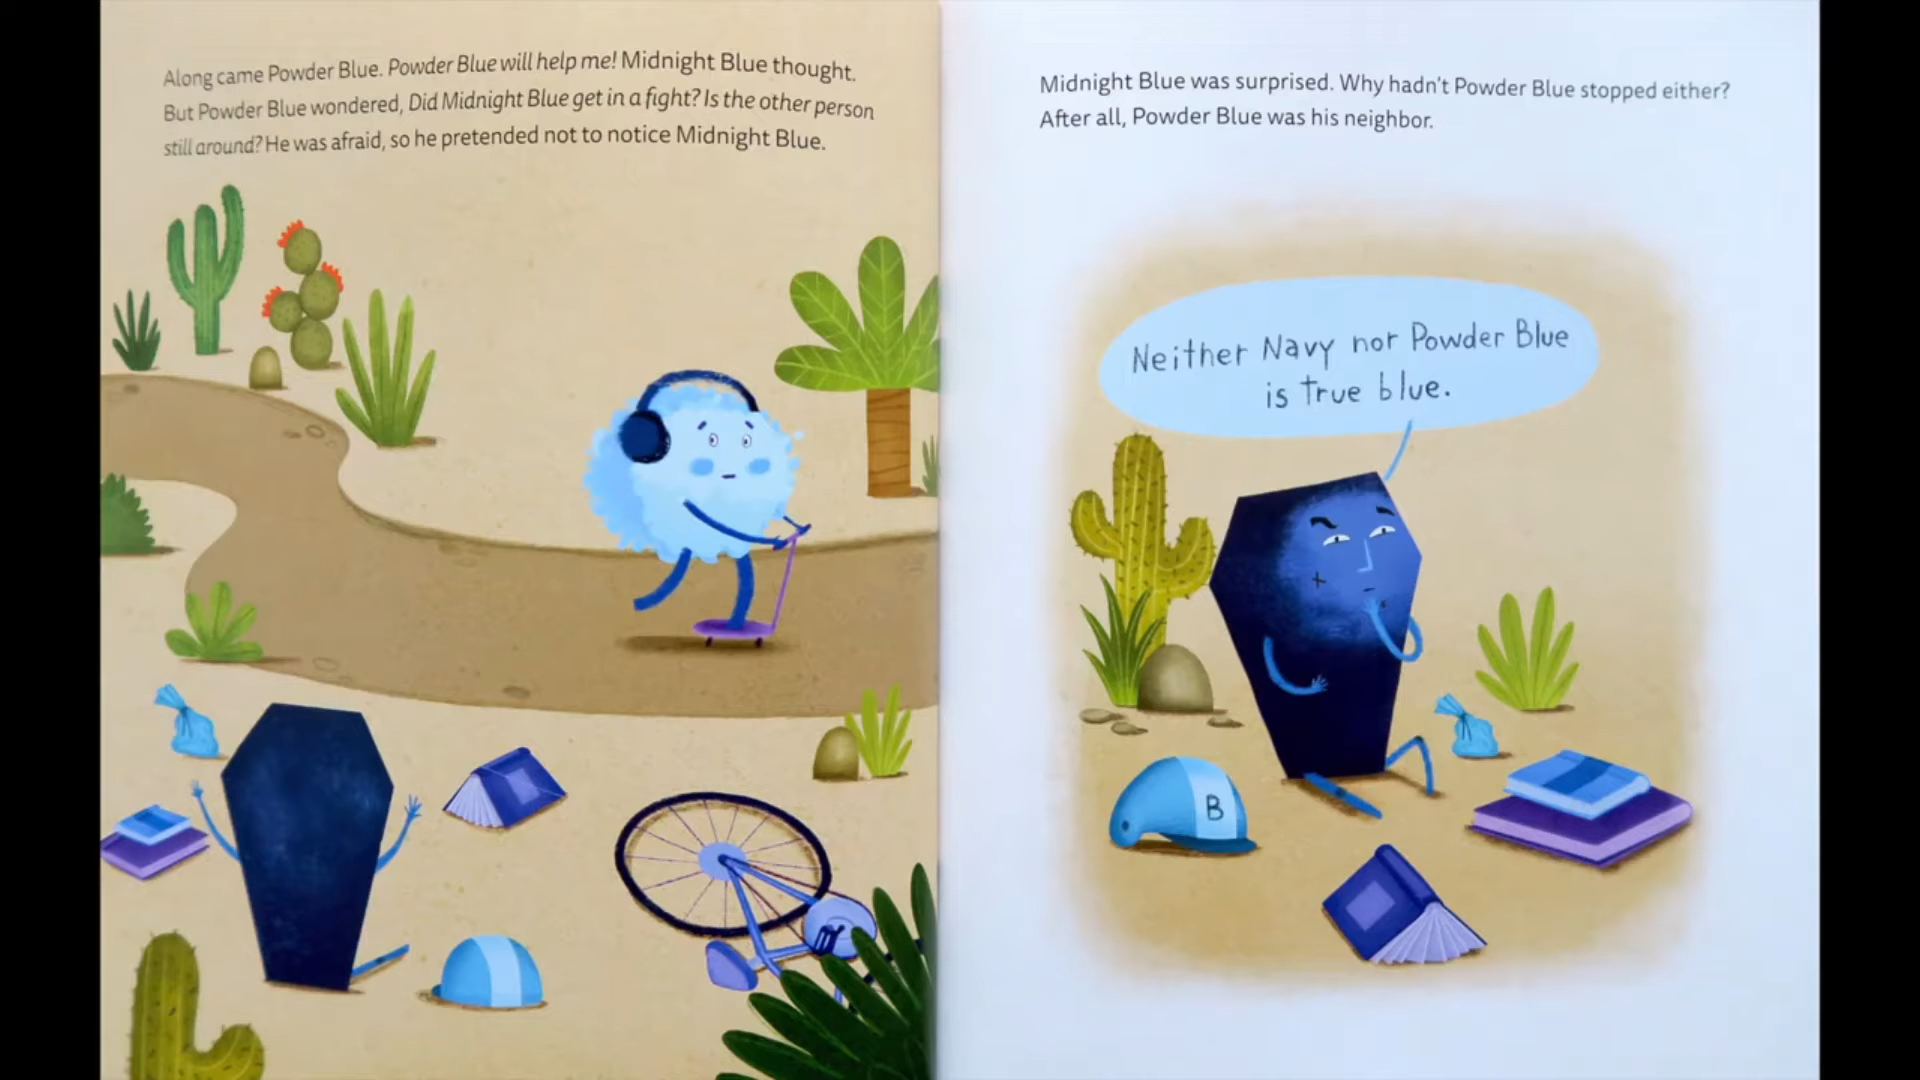 Along came Powder Blue. Powder Blue will help me! Midnight Blue thought.
But Powder Blue wondered, Did Midnight Blue get in a fight? Is the other person
still around? He was afraid, so he pretended not to notice Midnight Blue.
Midnight Blue was surprised. Why hadn't Powder Blue stopped either?
After all, Powder Blue was his neighbor.
Neither Navy nor Powder Blue
is true blue.
B